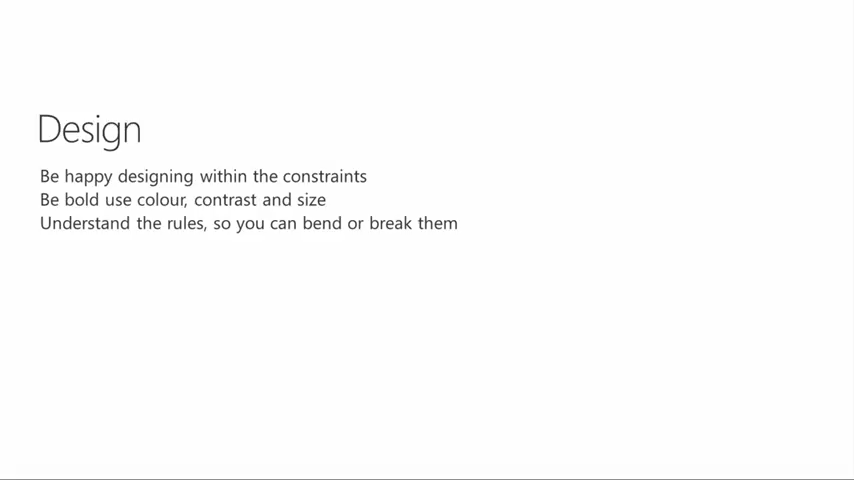 Design
Be happy designing within the constraints
Be bold use colour, contrast and size
Understand the rules, so you can bend or break them